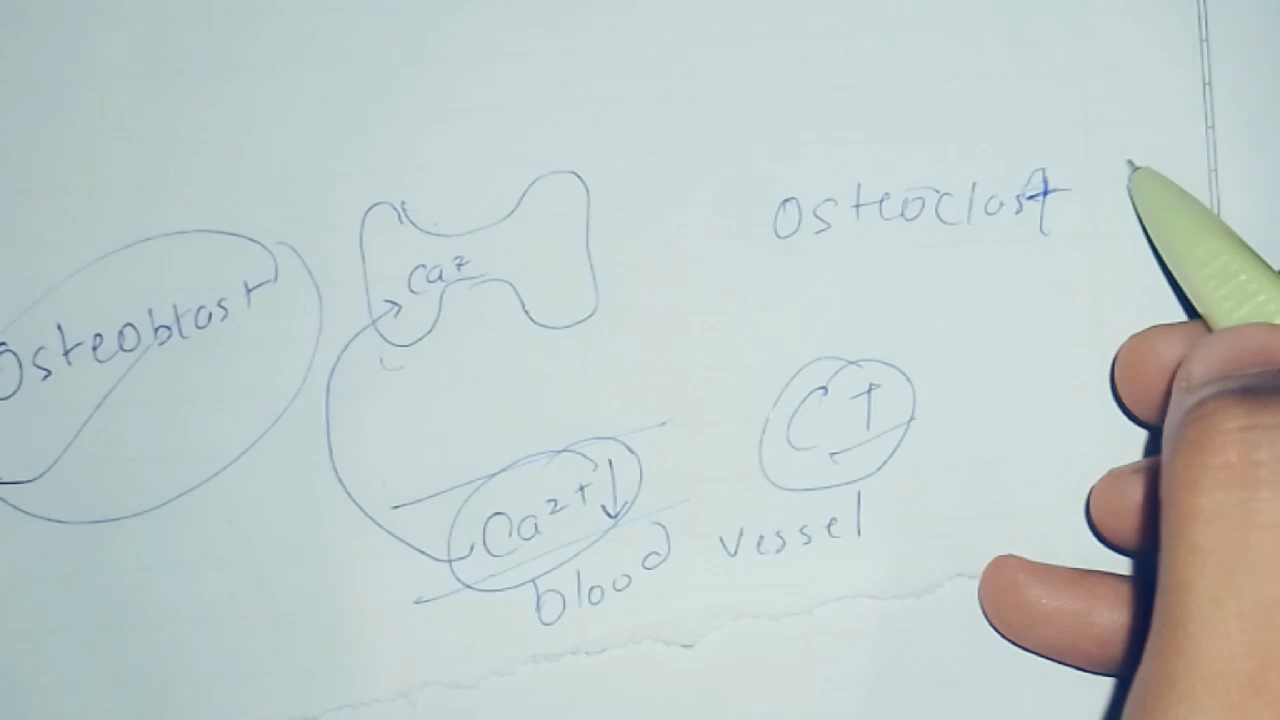 Osteoclast
Ca2
Osteoblast
CT
Ca2+↓
blood vessel